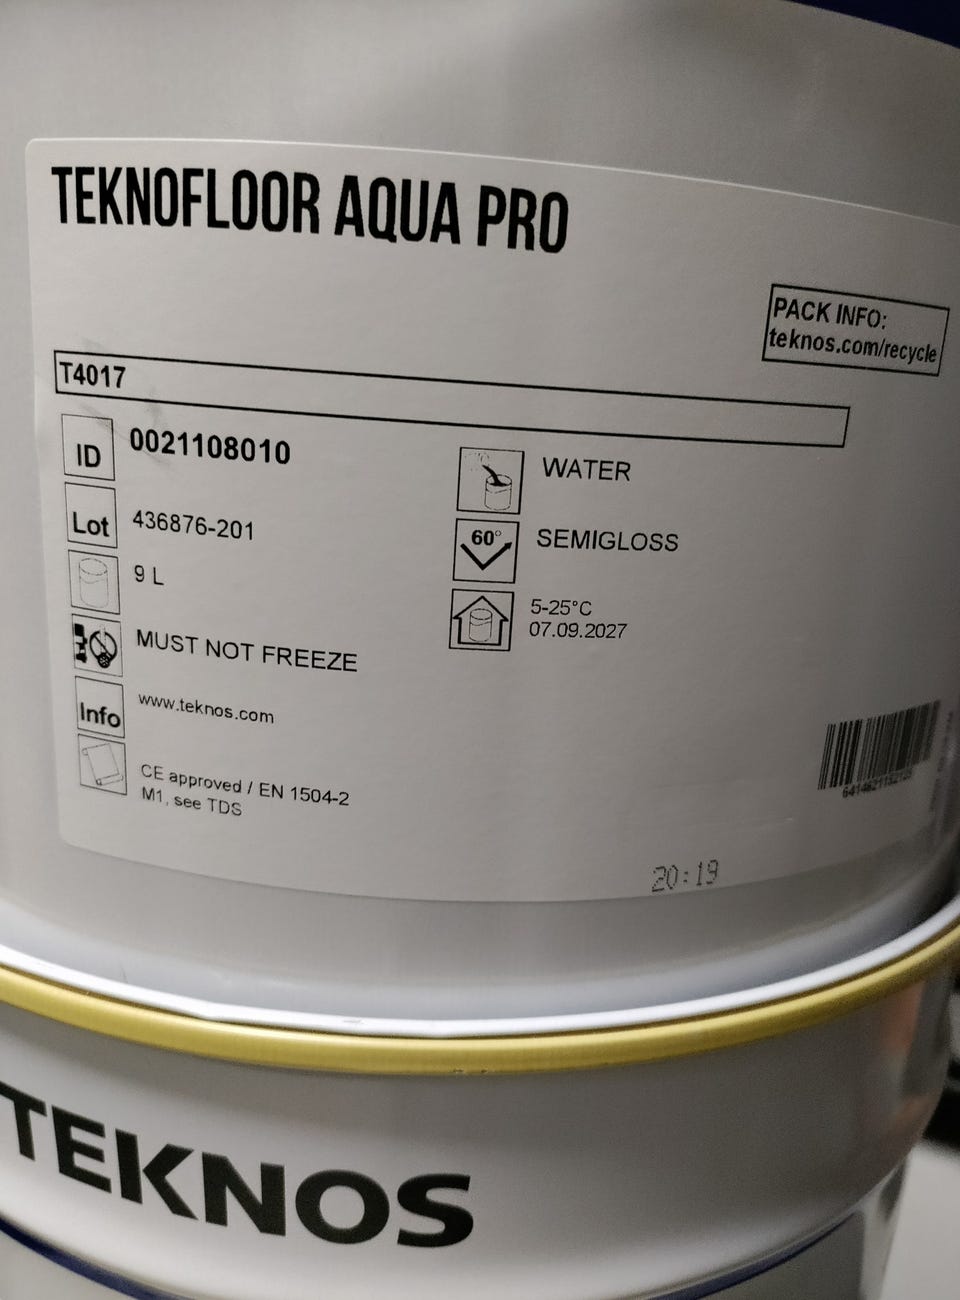 TEKNOFLOOR AQUA PRO
PACK INFO:
teknos.com/recycle
T4017
ID 0021108010
Lot 436876-201
9 L
MUST NOT FREEZE
Info www.teknos.com
CE approved / EN 1504-2
M1, see TDS
WATER
60° SEMIGLOSS
5-25°C
07.09.2027
20:19
TEKNOS